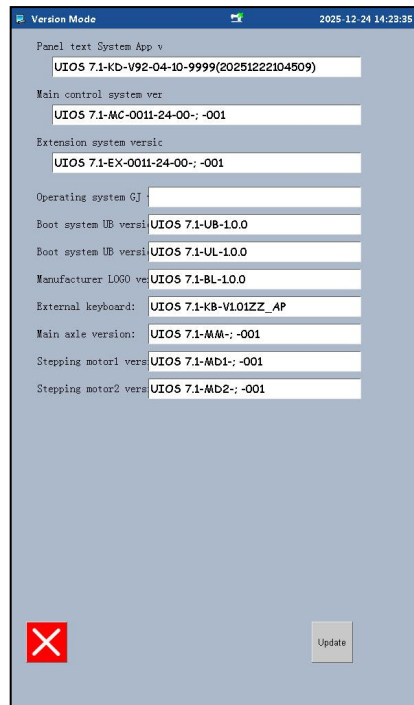 Version Mode 2025-12-24 14:23:35
Panel text System App v
UIOS 7.1-KD-V92-04-10-9999(20251222104509)
Main control system ver
UIOS 7.1-MC-0011-24-00-; -001
Extension system versic
UIOS 7.1-EX-0011-24-00-; -001
Operating system GJ
Boot system UB versi UIOS 7.1-UB-1.0.0
Boot system UB versi UIOS 7.1-UL-1.0.0
Manufacturer LOGO ve UIOS 7.1-BL-1.0.0
External keyboard: UIOS 7.1-KB-V1.01ZZ_AP
Main axle version: UIOS 7.1-MM-; -001
Stepping motor1 vers UIOS 7.1-MD1-; -001
Stepping motor2 vers UIOS 7.1-MD2-; -001
Update